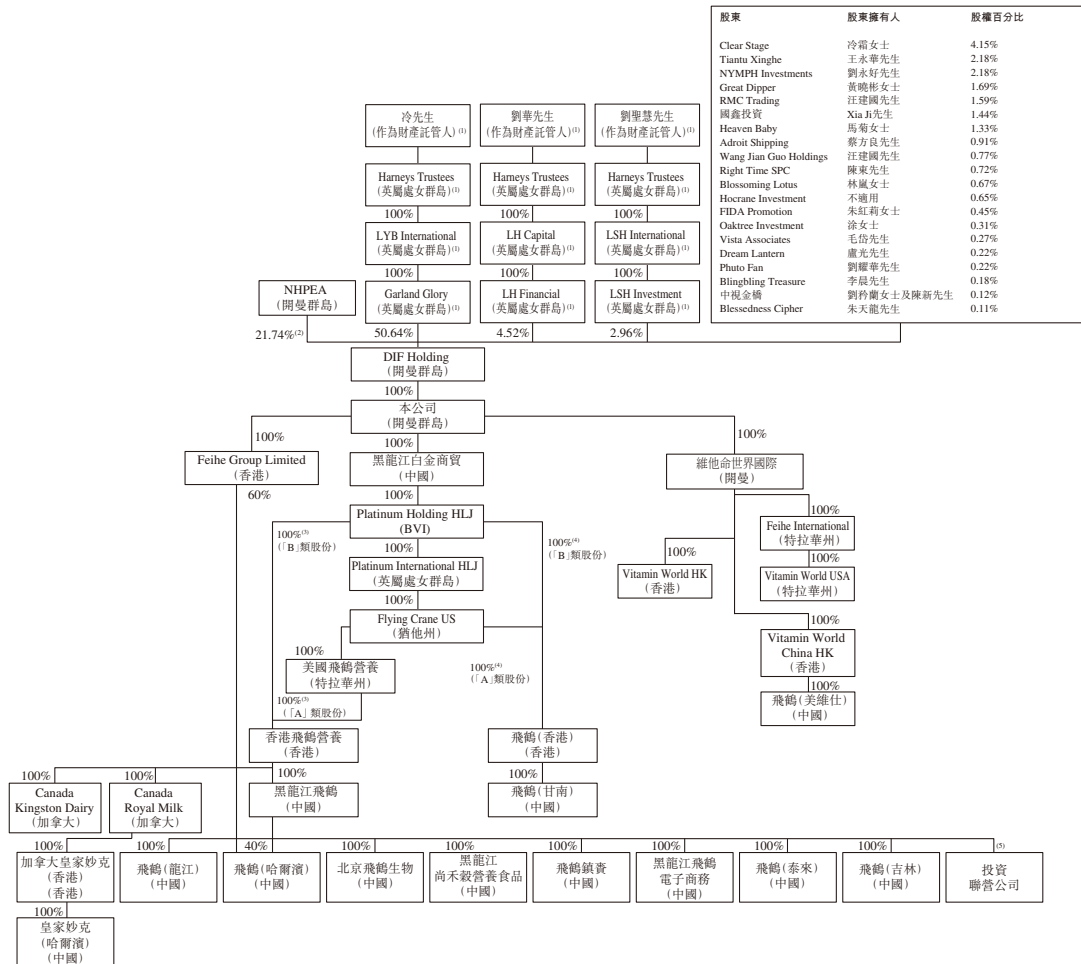 股東 股東擁有人 股權百分比
Clear Stage 冷霜女士 4.15%
Tiantu Xinghe 王永華先生 2.18%
NYMPH Investments 劉永好先生 2.18%
Great Dipper 黃曉彬女士 1.69%
RMC Trading 汪建國先生 1.59%
國鑫投資 Xia Ji先生 1.44%
Heaven Baby 馬菊女士 1.33%
Adroit Shipping 蔡方良先生 0.91%
Wang Jian Guo Holdings 汪建國先生 0.77%
Right Time SPC 陳東先生 0.72%
Blossoming Lotus 林嵐女士 0.67%
Hocrane Investment 不適用 0.65%
FIDA Promotion 朱紅莉女士 0.45%
Oaktree Investment 涂女士 0.31%
Vista Associates 毛岱先生 0.27%
Dream Lantern 盧光先生 0.22%
Phuto Fan 劉耀華先生 0.22%
Blingbling Treasure 李晨先生 0.18%
中視金橋 劉矜蘭女士及陳新先生 0.12%
Blessedness Cipher 朱天龍先生 0.11%
冷先生 劉華先生 劉聖慧先生
(作為財產託管人)(1) (作為財產託管人)(1) (作為財產託管人)(1)
Harneys Trustees Harneys Trustees Harneys Trustees
(英屬處女群島)(1) (英屬處女群島)(1) (英屬處女群島)(1)
100% 100% 100%
LYB International LH Capital LSH International
(英屬處女群島)(1) (英屬處女群島)(1) (英屬處女群島)(1)
100% 100% 100%
NHPEA Garland Glory LH Financial LSH Investment
(開曼群島) (英屬處女群島)(1) (英屬處女群島)(1) (英屬處女群島)(1)
21.74%(2) 50.64% 4.52% 2.96%
DIF Holding
(開曼群島)
100%
本公司
(開曼群島)
100% 100% 100%
Feihe Group Limited 黑龍江白金商貿 維他命世界國際
(香港) (中國) (開曼)
60% 100% 100%
Platinum Holding HLJ Feihe International
(BVI) (特拉華州)
100%(3) 100% 100%(4) 100% 100%
(「B」類股份) (「B」類股份)
Platinum International HLJ Vitamin World HK Vitamin World USA
(英屬處女群島) (香港) (特拉華州)
100% 100%
Flying Crane US Vitamin World
(猶他州) China HK
(香港)
100% 100%(4) 100%
美國飛鶴營養 (「A」類股份) 飛鶴(美維仕)
(特拉華州) (中國)
100%(3)
(「A」類股份)
香港飛鶴營養 飛鶴(香港)
(香港) (香港)
100% 100% 100% 100%
Canada Canada 黑龍江飛鶴 飛鶴(甘南)
Kingston Dairy Royal Milk (中國) (中國)
(加拿大) (加拿大)
100% 100% 40% 100% 100% 100% 100% 100% 100% (5)
加拿大皇家妙克 飛鶴(龍江) 飛鶴(哈爾濱) 北京飛鶴生物 黑龍江 飛鶴鎮賚 黑龍江飛鶴 飛鶴(泰來) 飛鶴(吉林) 投資
(香港) (中國) (中國) (中國) 尚禾穀營養食品 (中國) 電子商務 (中國) (中國) 聯營公司
(香港) (中國) (中國)
100%
皇家妙克
(哈爾濱)
(中國)